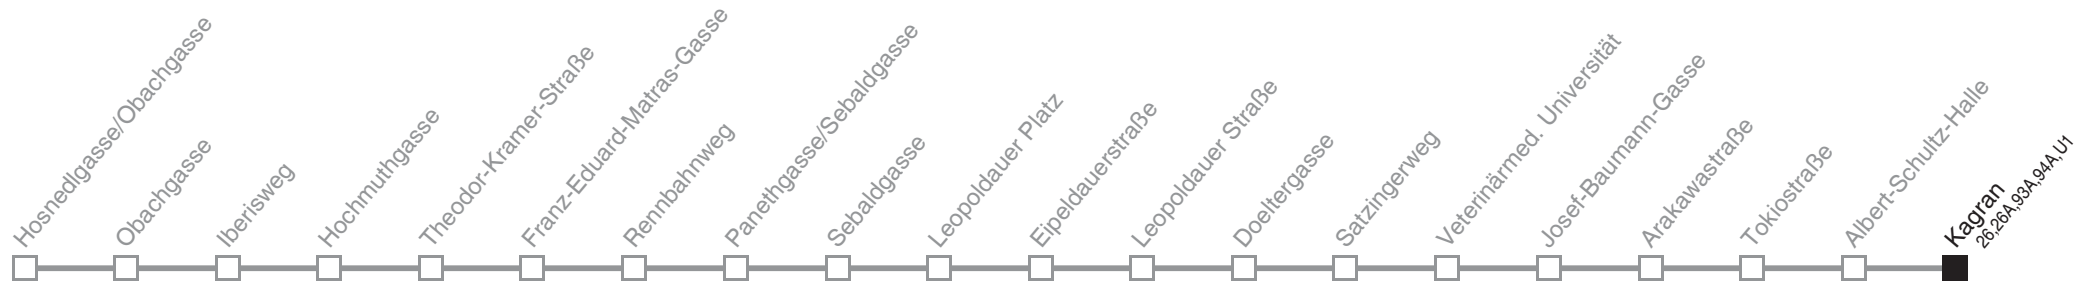 Hosnedlgasse/Obachgasse
Obachgasse
Iberisweg
Hochmuthgasse
Theodor-Kramer-Straße
Franz-Eduard-Matras-Gasse
Rennbahnweg
Panethgasse/Sebaldgasse
Sebaldgasse
Leopoldauer Platz
Eipeldauerstraße
Leopoldauer Straße
Doeltergasse
Satzingerweg
Veterinärmed. Universität
Josef-Baumann-Gasse
Arakawastraße
Tokiostraße
Albert-Schultz-Halle
Kagran
26,26A,93A,94A,U1